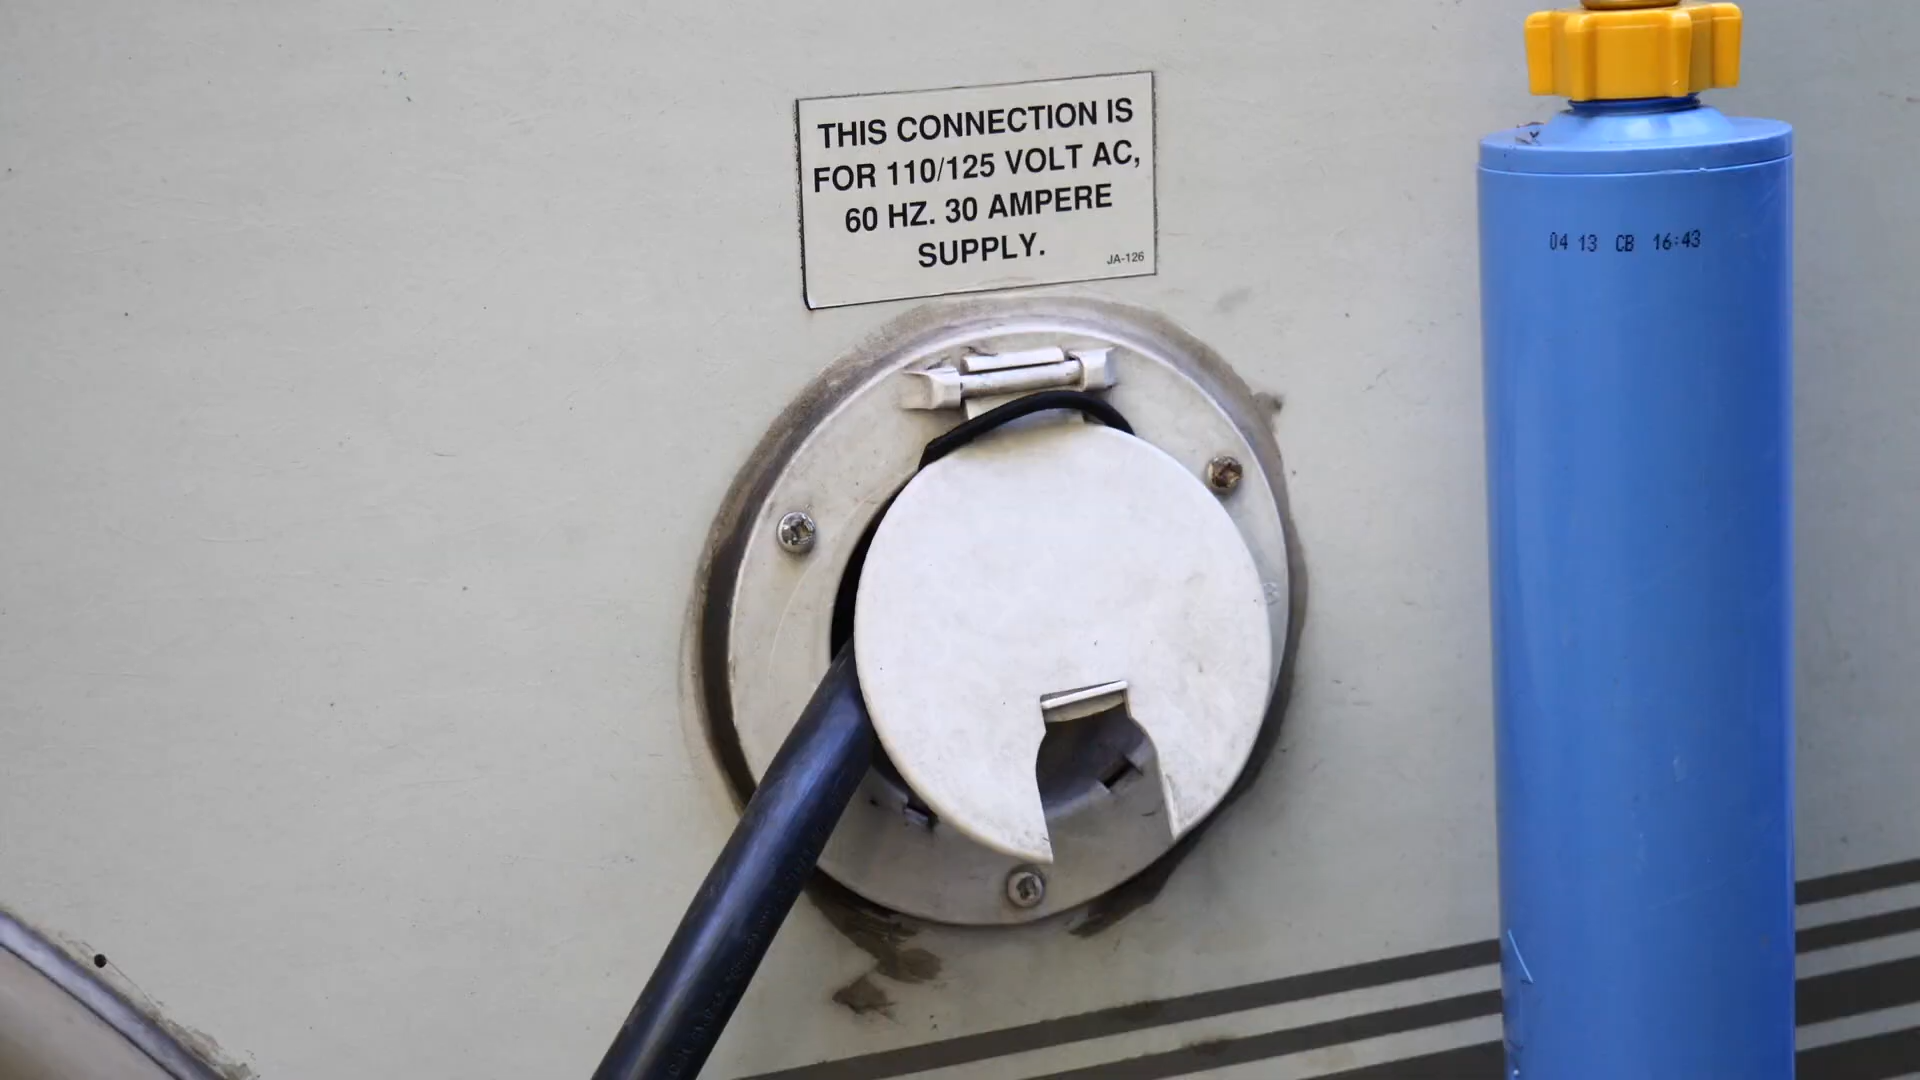 THIS CONNECTION IS
FOR 110/125 VOLT AC,
60 HZ. 30 AMPERE
SUPPLY.
JA-126
04 13 CB 16:43